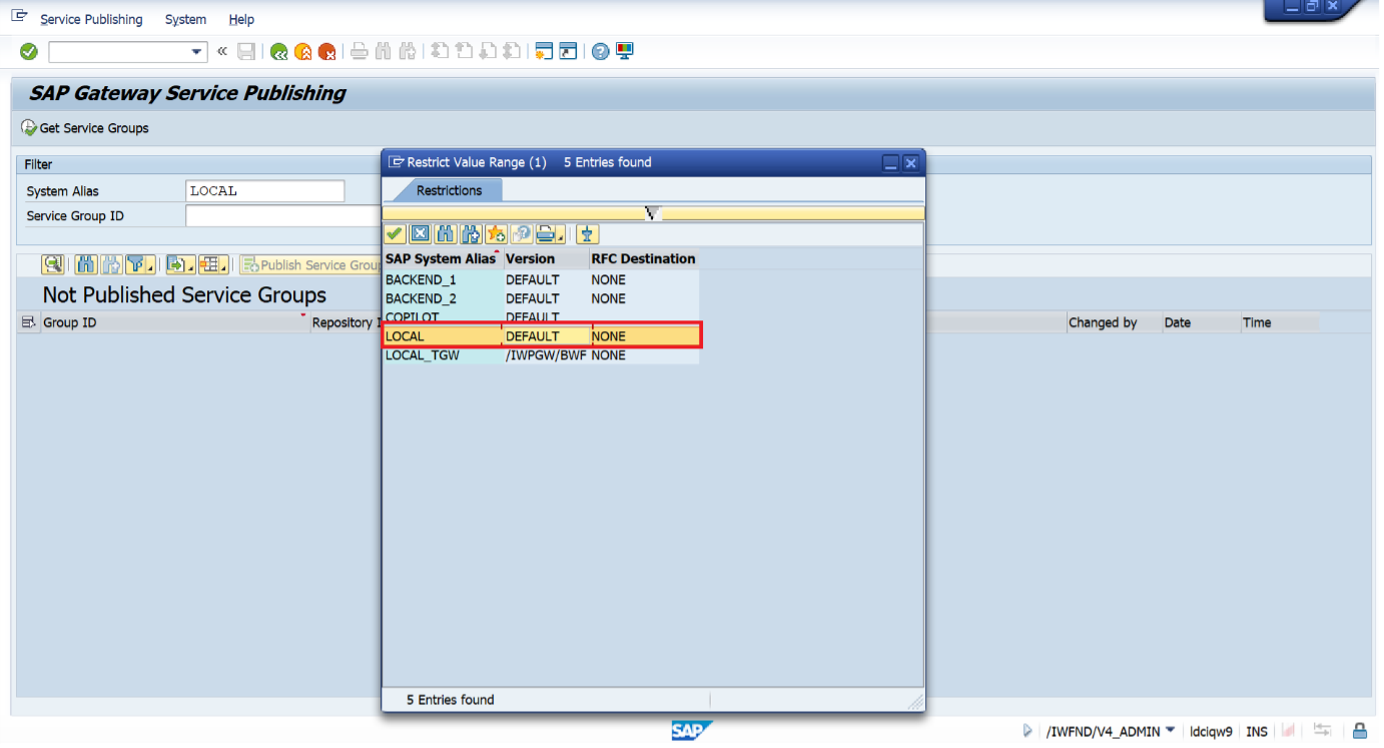 Service Publishing System Help
SAP Gateway Service Publishing
Get Service Groups
Filter
System Alias LOCAL
Service Group ID
Publish Service Grou
Not Published Service Groups
Group ID Repository Changed by Date Time
Restrict Value Range (1) 5 Entries found
Restrictions
SAP System Alias Version RFC Destination
BACKEND_1 DEFAULT NONE
BACKEND_2 DEFAULT NONE
COPILOT DEFAULT
LOCAL DEFAULT NONE
LOCAL_TGW /IWPGW/BWF NONE
5 Entries found
SAP
/IWFND/V4_ADMIN ldciqw9 INS